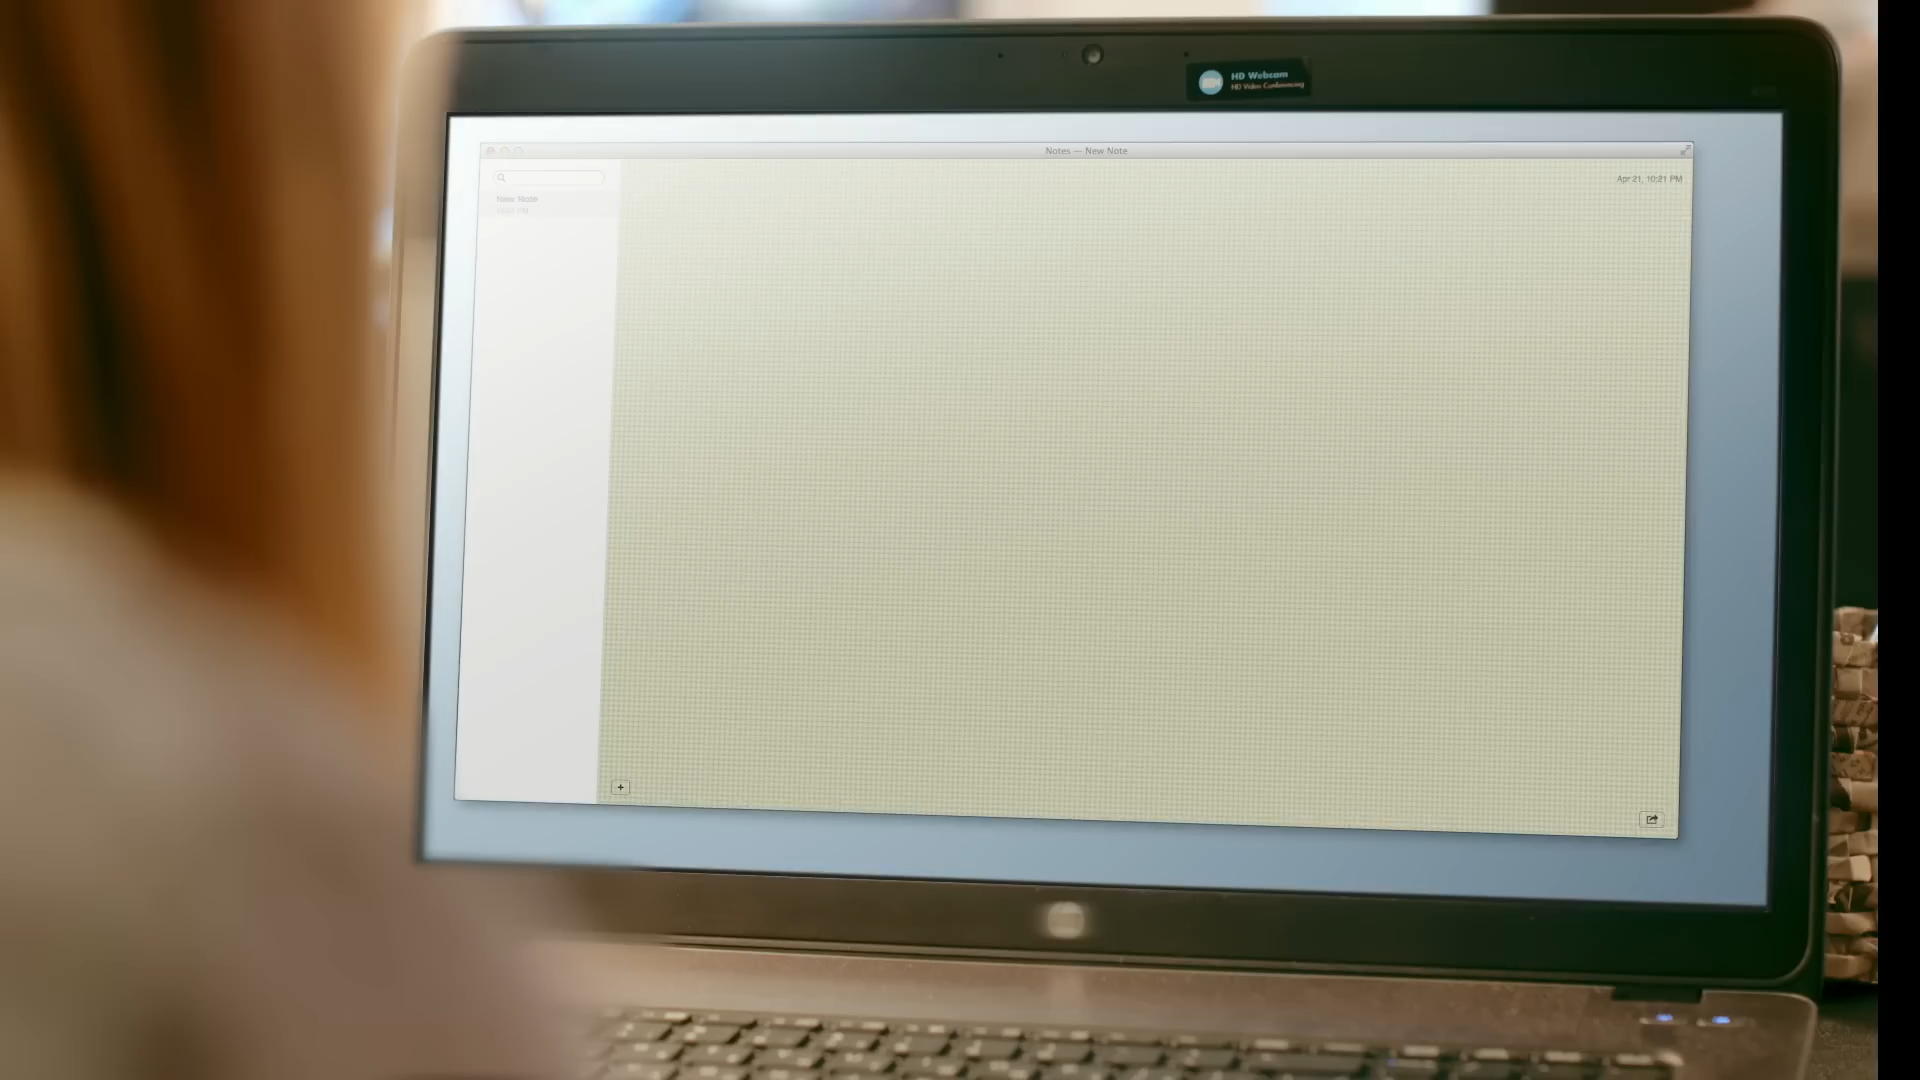 HD Webcam
HD Video Conferencing
Notes — New Note
Apr 21, 10:21 PM
New Note